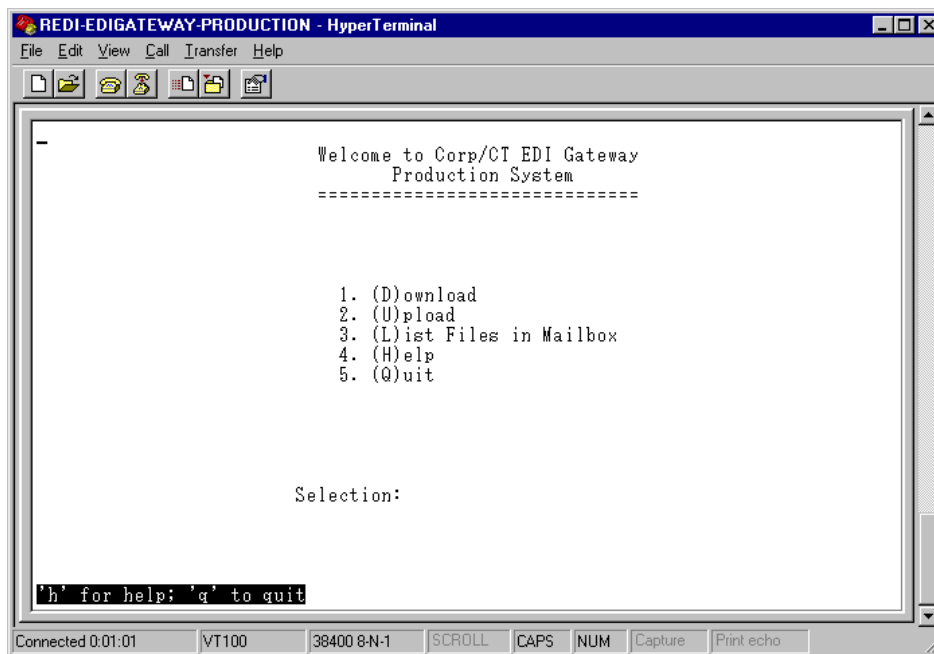 REDI-EDIGATEWAY-PRODUCTION - HyperTerminal
File Edit View Call Transfer Help
Welcome to Corp/CT EDI Gateway
Production System
==============================
1. (D)ownload
2. (U)pload
3. (L)ist Files in Mailbox
4. (H)elp
5. (Q)uit
Selection:
'h' for help; 'q' to quit
Connected 0:01:01 VT100 38400 8-N-1 SCROLL CAPS NUM Capture Print echo